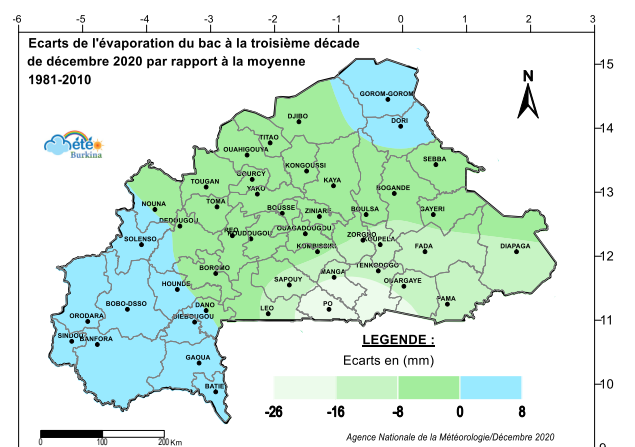 -6 -5 -4 -3 -2 -1 0 1 2 3
Ecarts de l'évaporation du bac à la troisième décade
de décembre 2020 par rapport à la moyenne
1981-2010
15
N
GOROM-GOROM
DORI
DJIBO
14
TITAO
OUAHIGOUYA
météo
Burkina
SEBBA
KONGOUSSI
GOURCY
KAYA
TOUGAN
YAKO
BOGANDE
13
NOUNA
TOMA
BOUSSE
ZINIARE
BOULSA
GAYERI
DEDOUGOU
REO
KOUDOUGOU
OUAGADOUGDU
ZORGHO
KOUPELA
SOLENSO
KOMBISSIRI
FADA
DIAPAGA
12
BOROMO
TENKODOGO
MANGA
SAPOUY
OUARGAYE
HOUNDE
PAMA
BOBO-DSSO
DANO
LEO
PO
ORODARA
DIEBOUGOU
11
SINDOU
BANFORA
LEGENDE :
GAOUA
Ecarts en (mm)
BATIE
10
-26 -16 -8 0 8
0 100 200 Km
Agence Nationale de la Météorologie/Décembre 2020
9